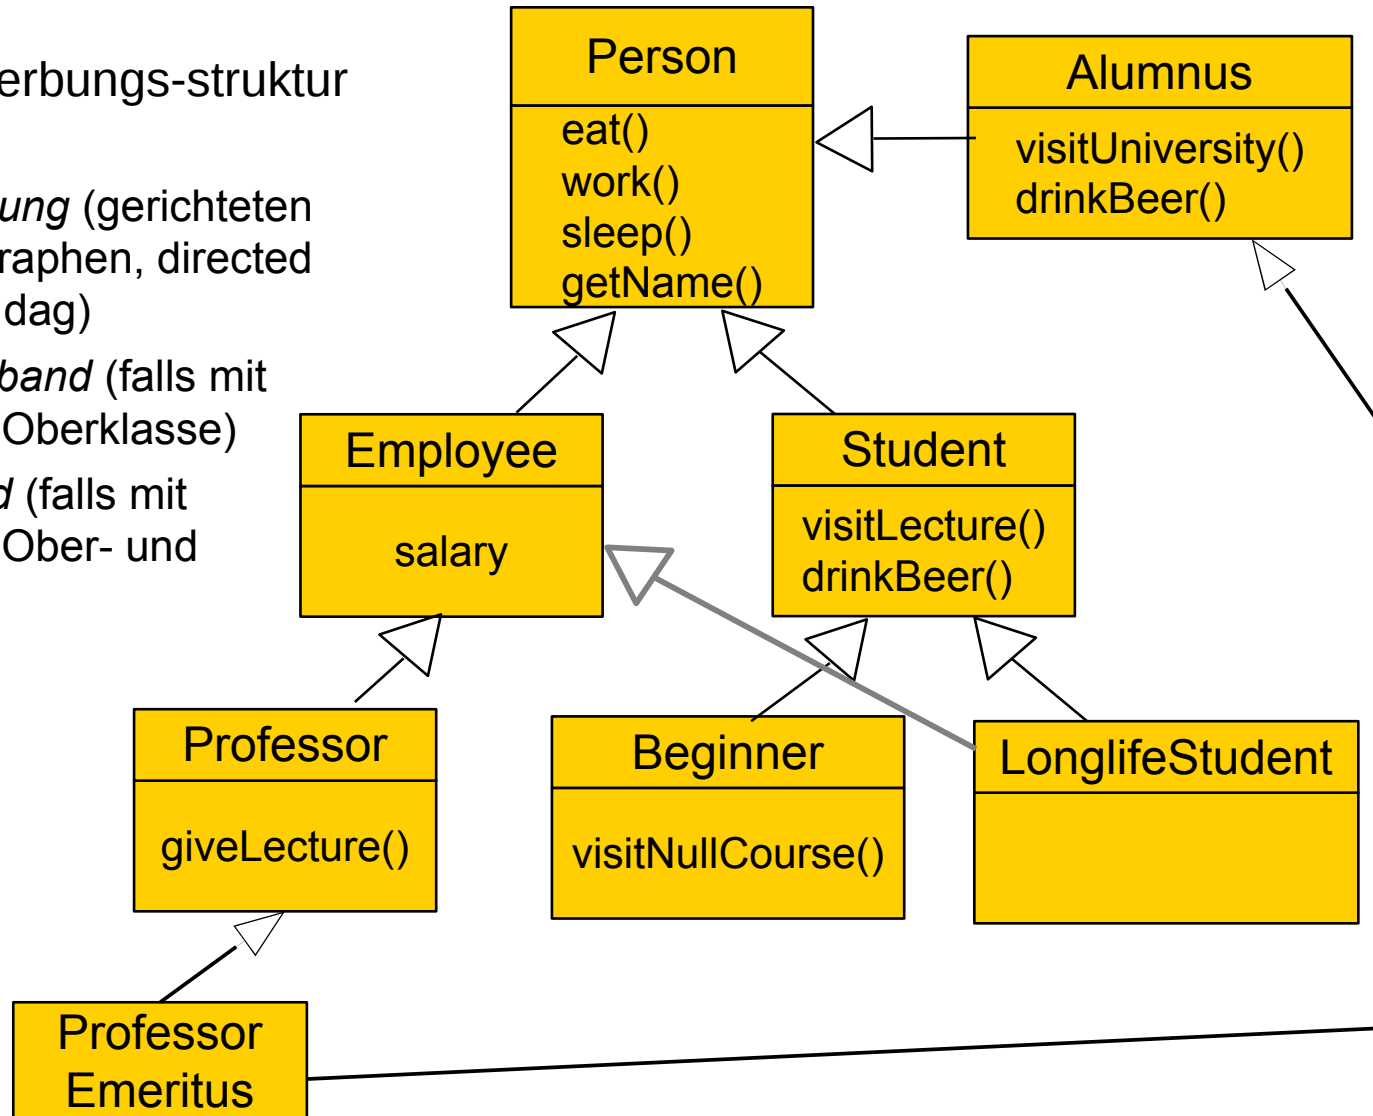 erbungs-struktur
ung (gerichteten
raphen, directed
dag)
band (falls mit
Oberklasse)
d (falls mit
Ober- und
Person
eat()
work()
sleep()
getName()
Alumnus
visitUniversity()
drinkBeer()
Employee
salary
Student
visitLecture()
drinkBeer()
Professor
giveLecture()
Beginner
visitNullCourse()
LonglifeStudent
Professor
Emeritus